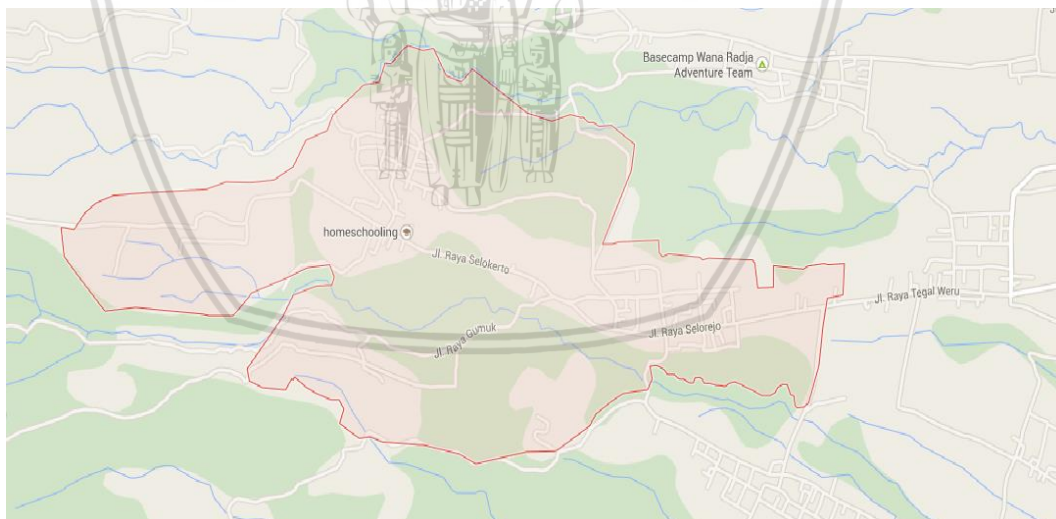 Basecamp Wana Radja
Adventure Team
homeschooling
Jl. Raya Selokerto
Jl. Raya Tegal Weru
Jl. Raya Selorejo
Jl. Raya Gumuk